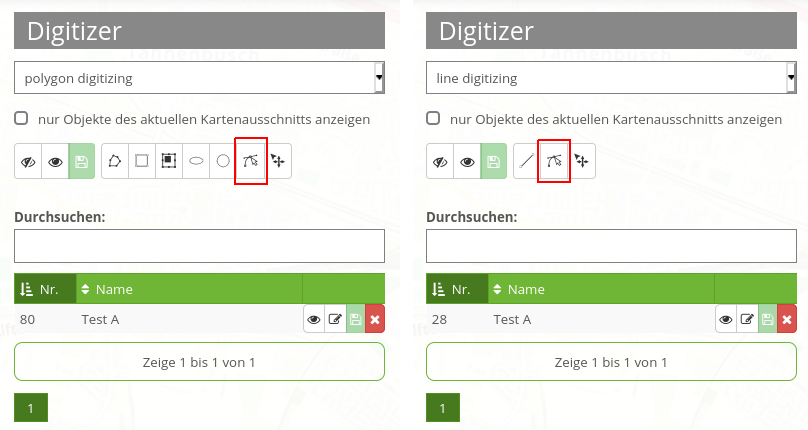 Digitizer
polygon digitizing
nur Objekte des aktuellen Kartenausschnitts anzeigen
Durchsuchen:
Nr. Name
80 Test A
Zeige 1 bis 1 von 1
1
Digitizer
line digitizing
nur Objekte des aktuellen Kartenausschnitts anzeigen
Durchsuchen:
Nr. Name
28 Test A
Zeige 1 bis 1 von 1
1